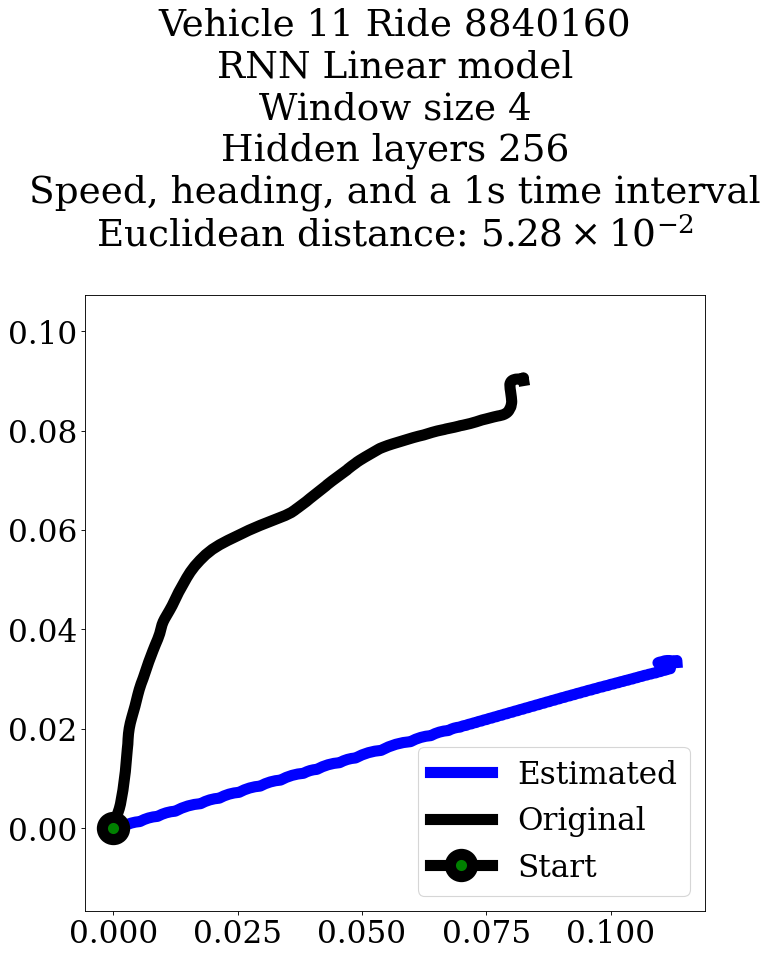 Vehicle 11 Ride 8840160
RNN Linear model
Window size 4
Hidden layers 256
Speed, heading, and a 1s time interval
Euclidean distance: 5.28 × 10⁻²
0.10
0.08
0.06
0.04
0.02
0.00
Estimated
Original
Start
0.000 0.025 0.050 0.075 0.100